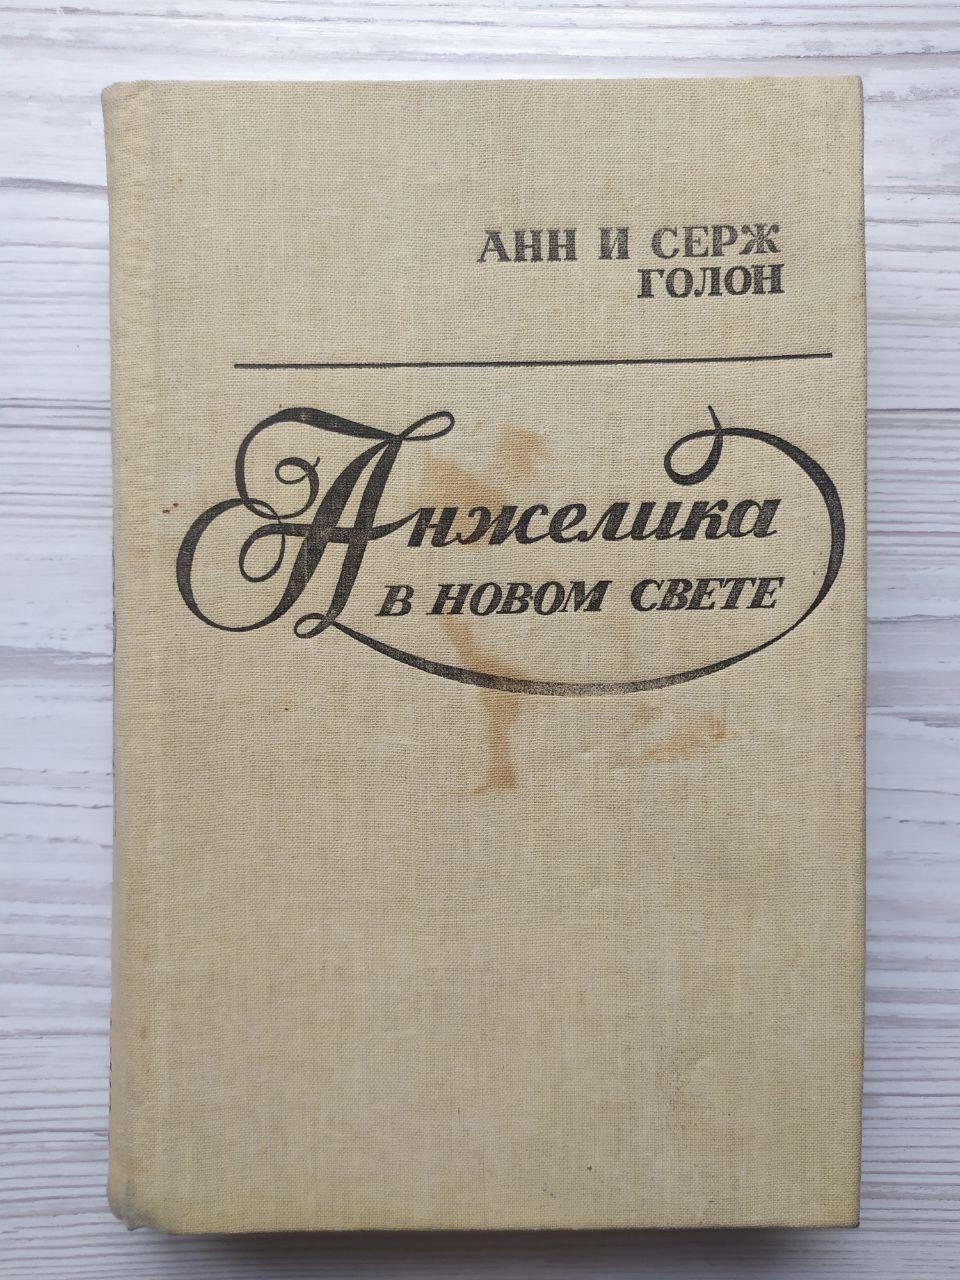 АНН И СЕРЖ
ГОЛОН
Анжелика
В НОВОМ СВЕТЕ